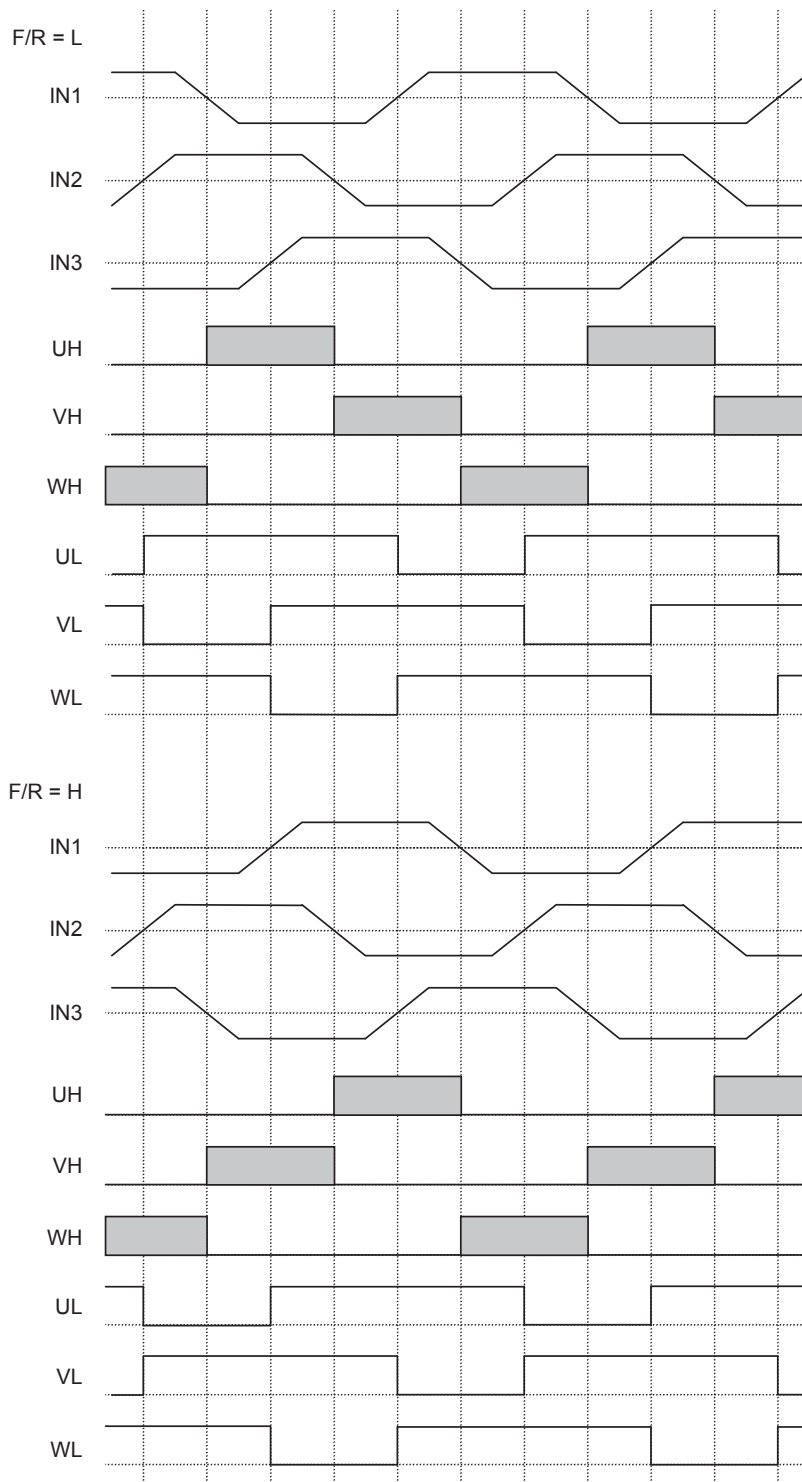 F/R = L
IN1
IN2
IN3
UH
VH
WH
UL
VL
WL
F/R = H
IN1
IN2
IN3
UH
VH
WH
UL
VL
WL